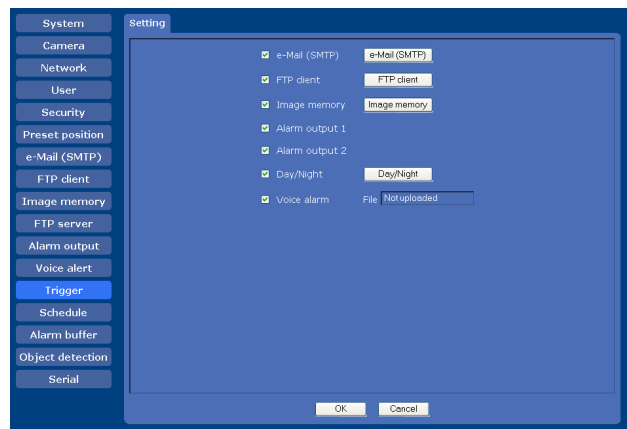 System
Camera
Network
User
Security
Preset position
e-Mail (SMTP)
FTP client
Image memory
FTP server
Alarm output
Voice alert
Trigger
Schedule
Alarm buffer
Object detection
Serial
Setting
e-Mail (SMTP) e-Mail (SMTP)
FTP client FTP client
Image memory Image memory
Alarm output 1
Alarm output 2
Day/Night Day/Night
Voice alarm File Not uploaded
OK Cancel